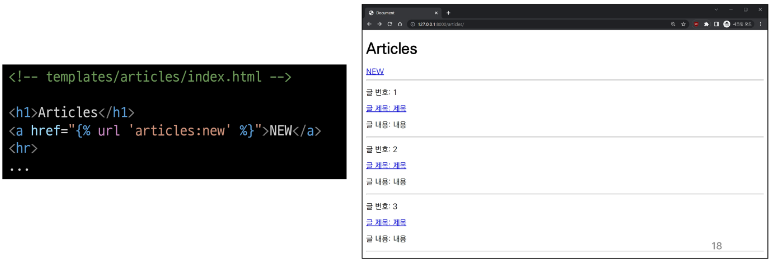 <!-- templates/articles/index.html -->
<h1>Articles</h1>
<a href="{% url 'articles:new' %}">NEW</a>
<hr>
...
Document
127.0.0.1:8000/articles/
Articles
NEW
글 번호: 1
글 제목: 제목
글 내용: 내용
글 번호: 2
글 제목: 제목
글 내용: 내용
글 번호: 3
글 제목: 제목
글 내용: 내용
18